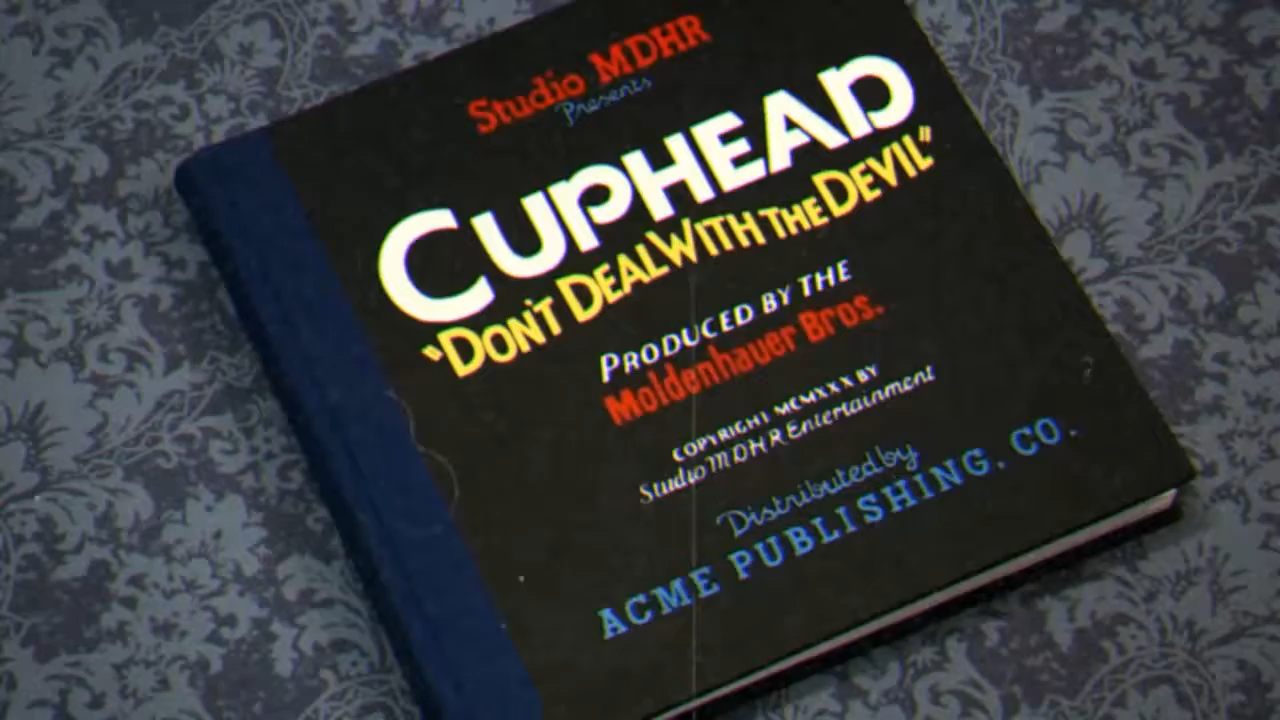 Studio MDHR
Presents
CUPHEAD
"DON'T DEAL WITH THE DEVIL"
PRODUCED BY THE
Moldenhauer Bros.
COPYRIGHT MCMXXX BY
Studio MDHR Entertainment
Distributed by
ACME PUBLISHING. CO.